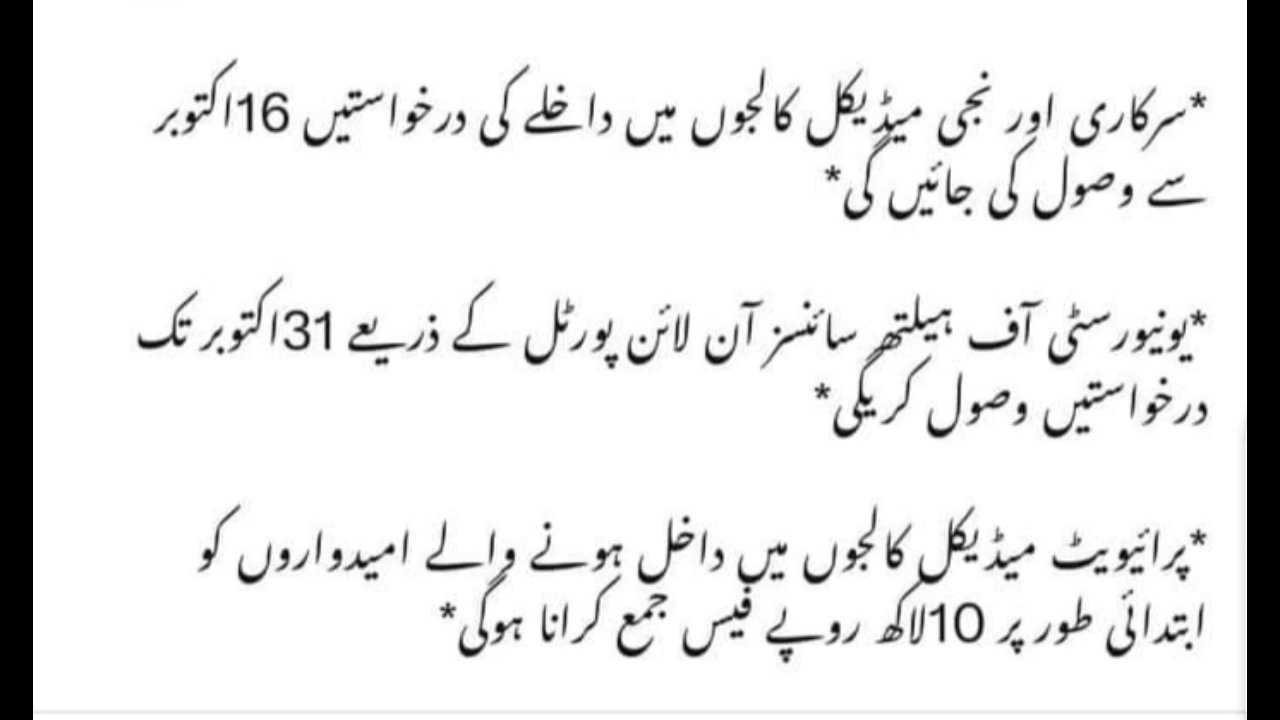 *سرکاری اور نجی میڈیکل کالجوں میں داخلے کی درخواستیں 16اکتوبر
سے وصول کی جائیں گی*
*یونیورسٹی آف ہیلتھ سائنسز آن لائن پورٹل کے ذریعے 31اکتوبر تک
درخواستیں وصول کریگی*
*پرائیویٹ میڈیکل کالجوں میں داخل ہونے والے امیدواروں کو
ابتدائی طور پر 10لاکھ روپے فیس جمع کرانا ہوگی*